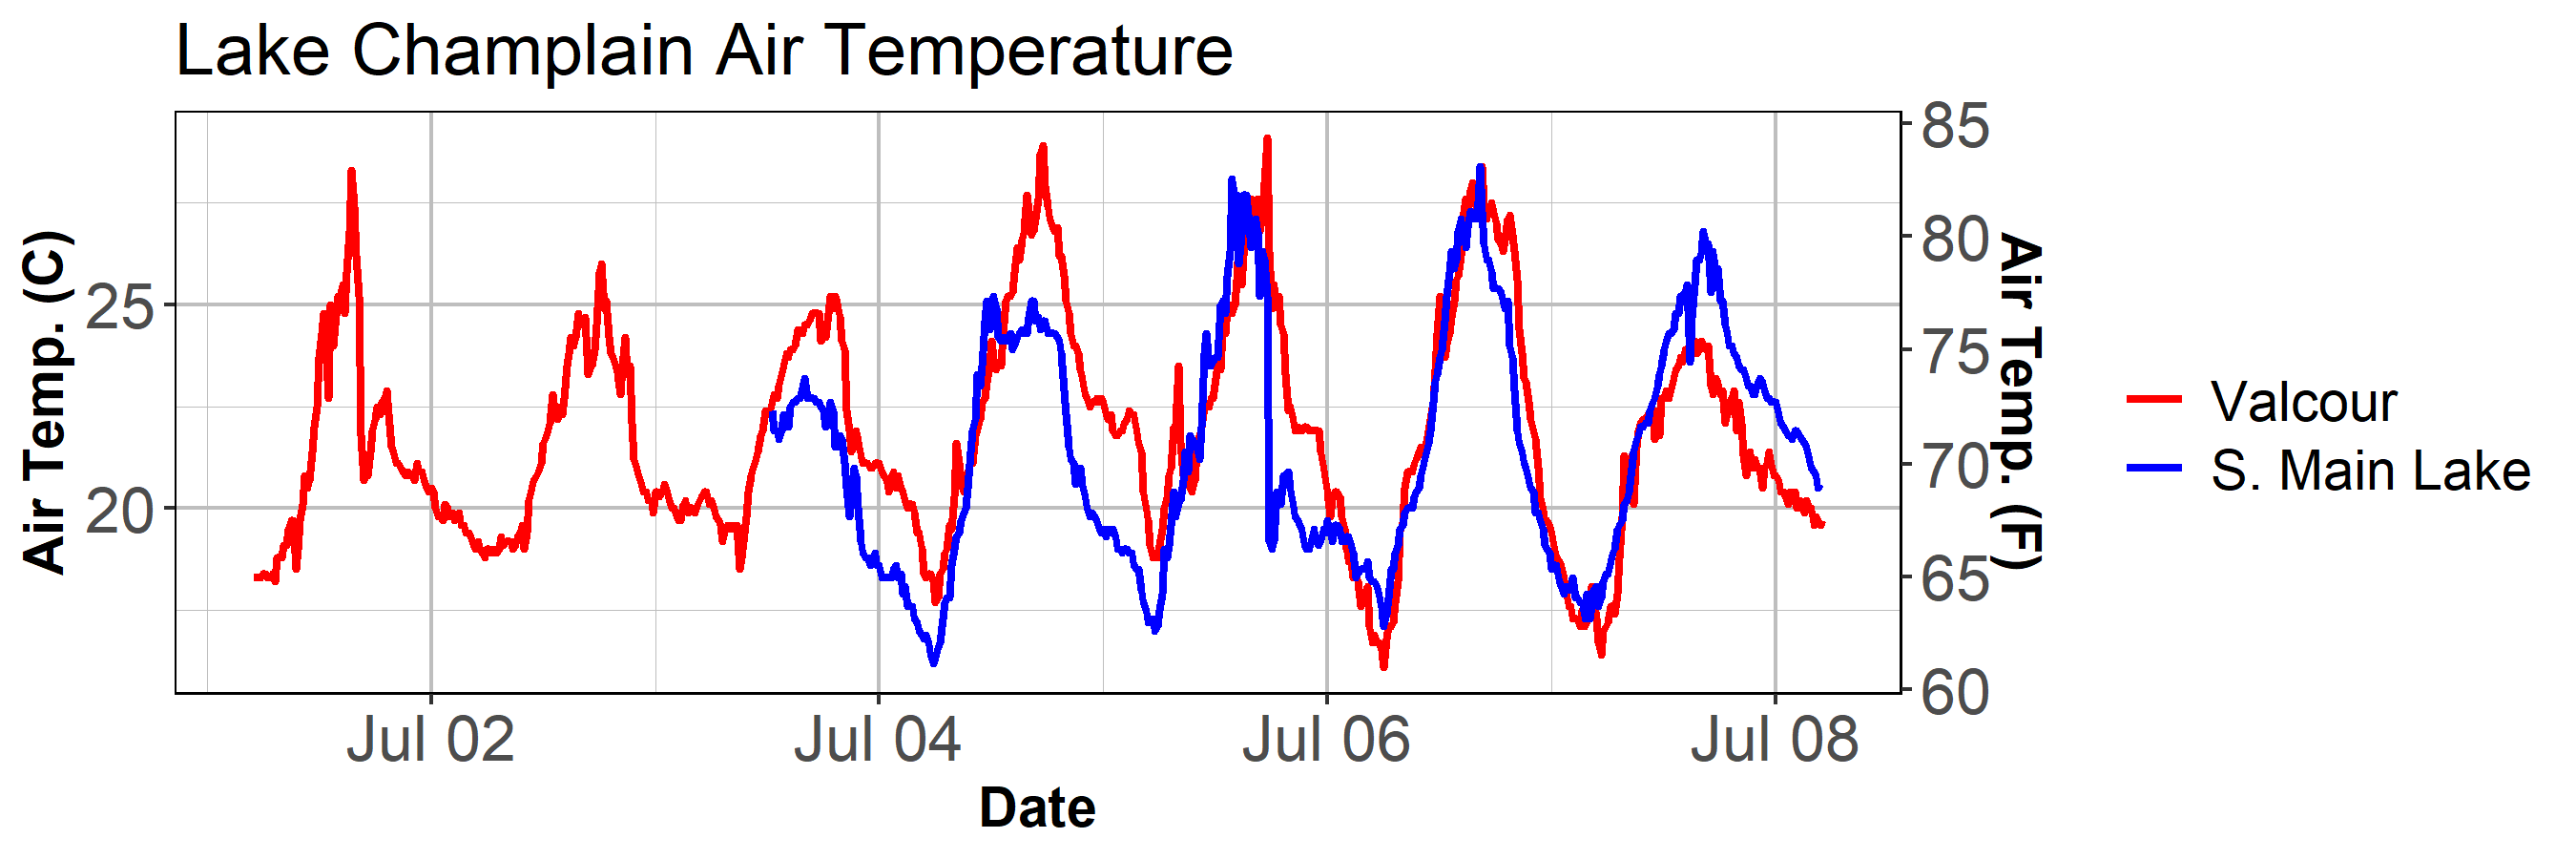 Lake Champlain Air Temperature
Air Temp. (C)
25
20
85
80
75
70
65
60
Air Temp. (F)
Jul 02
Jul 04
Jul 06
Jul 08
Date
Valcour
S. Main Lake